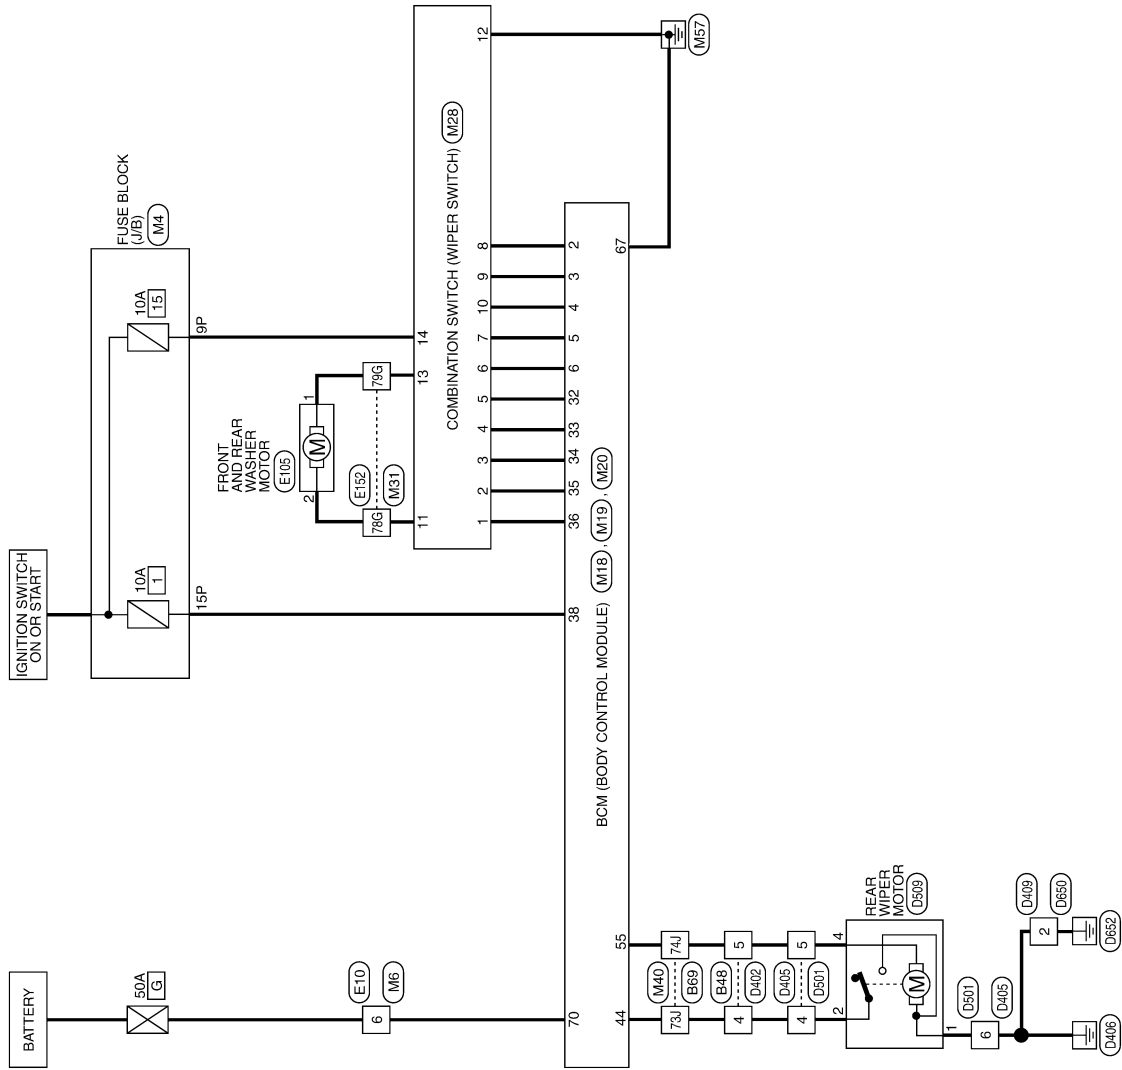 BATTERY
50A
G
E10
M6
6
70
IGNITION SWITCH
ON OR START
FUSE BLOCK
(J/B)
M4
10A
1
15P
10A
15
9P
FRONT
AND REAR
WASHER
MOTOR
E105
M
2
1
E152
M31
78G
79G
11
13
14
COMBINATION SWITCH (WIPER SWITCH)
M28
12
1
2
3
4
5
6
7
10
9
8
38
36
35
34
33
32
6
5
4
3
2
BCM (BODY CONTROL MODULE)
M18 , M19 , M20
67
M57
44
55
73J
74J
M40
B69
4
5
B48
D402
4
5
D405
D501
2
4
REAR
WIPER
MOTOR
D509
M
1
6
D501
D405
2
D409
D650
D406
D652